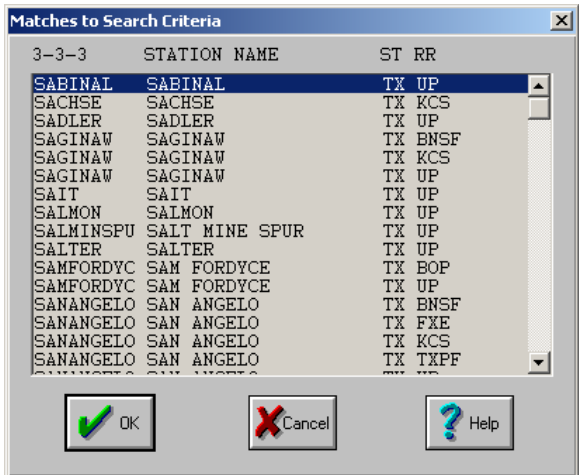 Matches to Search Criteria
3-3-3 STATION NAME ST RR
SABINAL SABINAL TX UP
SACHSE SACHSE TX KCS
SADLER SADLER TX UP
SAGINAW SAGINAW TX BNSF
SAGINAW SAGINAW TX KCS
SAGINAW SAGINAW TX UP
SAIT SAIT TX UP
SALMON SALMON TX UP
SALMINSPU SALT MINE SPUR TX UP
SALTER SALTER TX UP
SAMFORDYC SAM FORDYCE TX BOP
SAMFORDYC SAM FORDYCE TX UP
SANANGELO SAN ANGELO TX BNSF
SANANGELO SAN ANGELO TX FXE
SANANGELO SAN ANGELO TX KCS
SANANGELO SAN ANGELO TX TXPF
OK Cancel Help